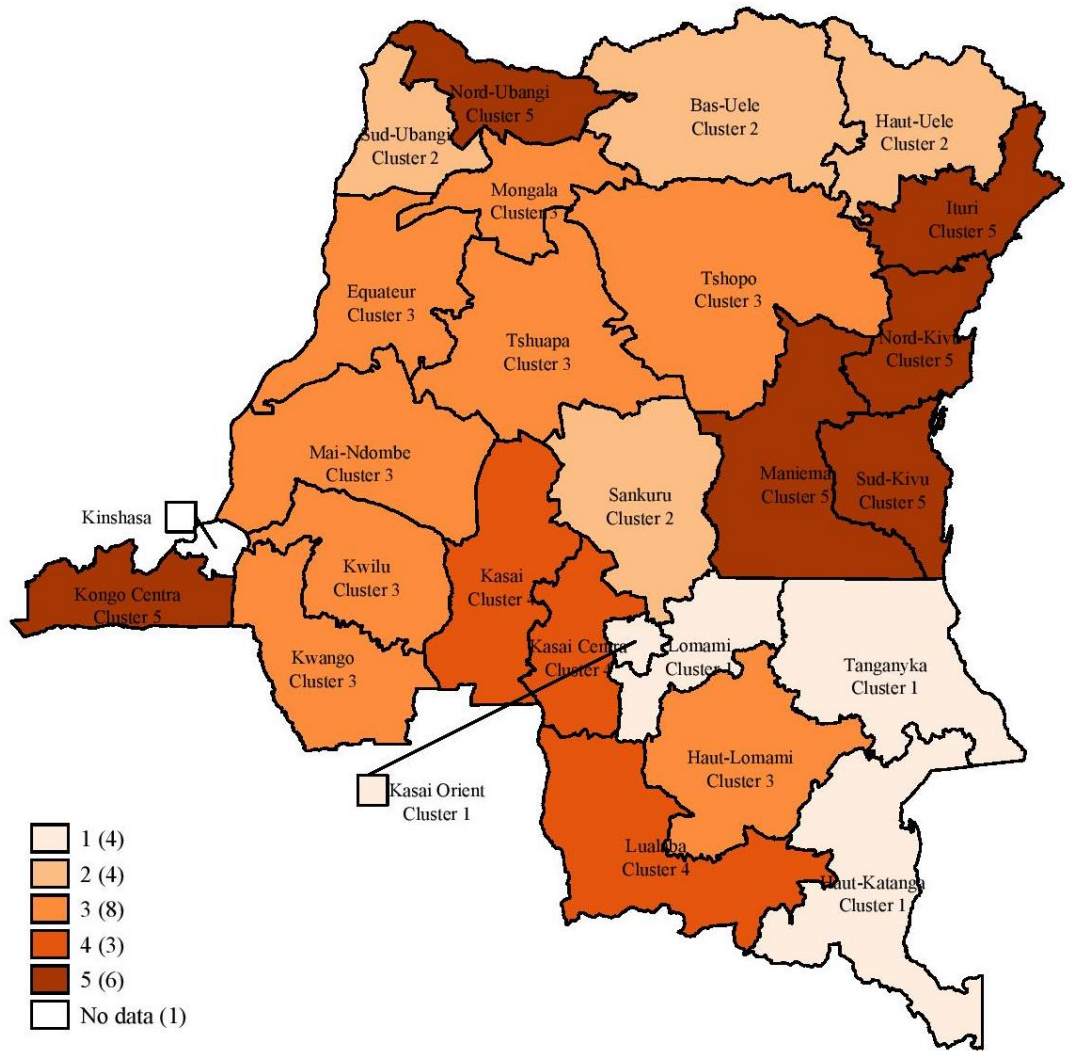 Nord-Ubangi
Cluster 5
Bas-Uele
Cluster 2
Haut-Uele
Cluster 2
Sud-Ubangi
Cluster 2
Mongala
Cluster 3
Ituri
Cluster 5
Equateur
Cluster 3
Tshopo
Cluster 3
Tshuapa
Cluster 3
Nord-Kivu
Cluster 5
Mai-Ndombe
Cluster 3
Maniema
Cluster 5
Sud-Kivu
Cluster 5
Sankuru
Cluster 2
Kinshasa
Kwilu
Cluster 3
Kasai
Cluster 4
Kongo Centra
Cluster 5
Kwango
Cluster 3
Kasai Centra
Cluster 4
Lomami
Cluster 1
Tanganyka
Cluster 1
Haut-Lomami
Cluster 3
Kasai Orient
Cluster 1
Lualaba
Cluster 4
Haut-Katanga
Cluster 1
1 (4)
2 (4)
3 (8)
4 (3)
5 (6)
No data (1)